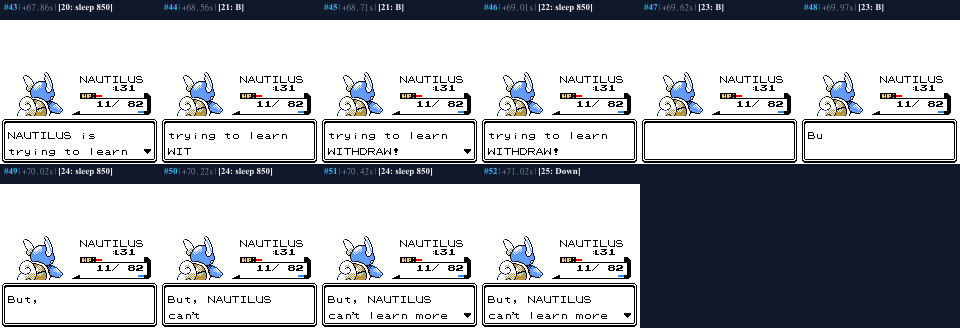 #43|+67.86s|[20: sleep 850]
NAUTILUS
:L31
HP:
11/ 82
NAUTILUS is
trying to learn
#44|+68.56s|[21: B]
NAUTILUS
:L31
HP:
11/ 82
trying to learn
WIT
#45|+68.71s|[21: B]
NAUTILUS
:L31
HP:
11/ 82
trying to learn
WITHDRAW!
#46|+69.01s|[22: sleep 850]
NAUTILUS
:L31
HP:
11/ 82
trying to learn
WITHDRAW!
#47|+69.62s|[23: B]
NAUTILUS
:L31
HP:
11/ 82
#48|+69.97s|[23: B]
NAUTILUS
:L31
HP:
11/ 82
Bu
#49|+70.02s|[24: sleep 850]
NAUTILUS
:L31
HP:
11/ 82
But,
#50|+70.22s|[24: sleep 850]
NAUTILUS
:L31
HP:
11/ 82
But, NAUTILUS
can't
#51|+70.42s|[24: sleep 850]
NAUTILUS
:L31
HP:
11/ 82
But, NAUTILUS
can't learn more
#52|+71.02s|[25: Down]
NAUTILUS
:L31
HP:
11/ 82
But, NAUTILUS
can't learn more